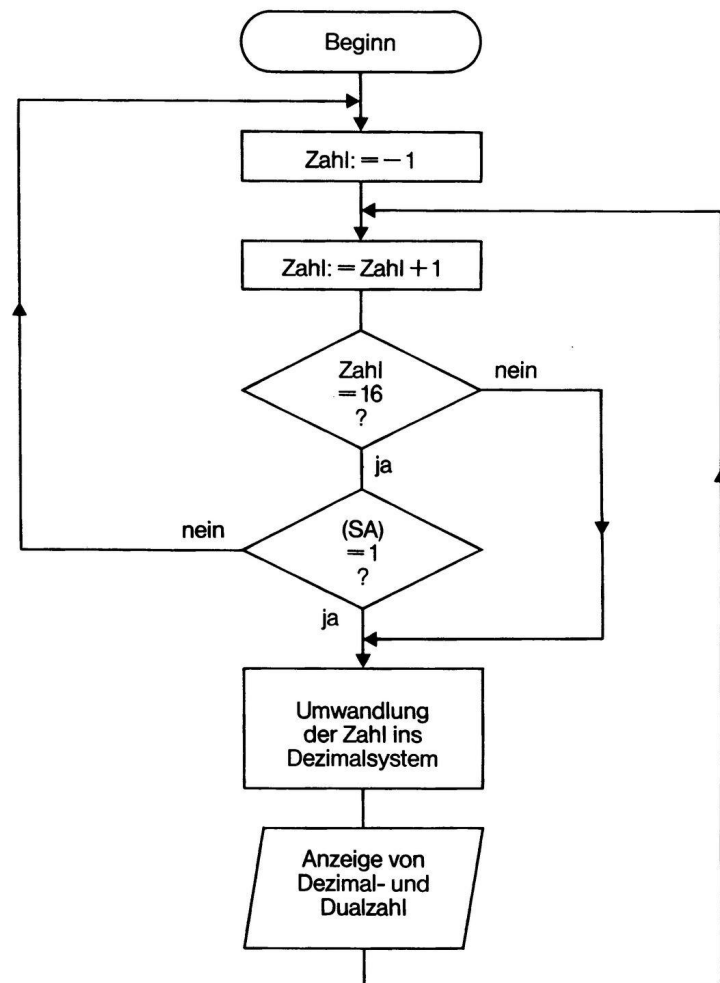 Beginn
Zahl: = −1
Zahl: = Zahl + 1
Zahl
= 16
?
nein
ja
nein
(SA)
= 1
?
ja
Umwandlung
der Zahl ins
Dezimalsystem
Anzeige von
Dezimal- und
Dualzahl